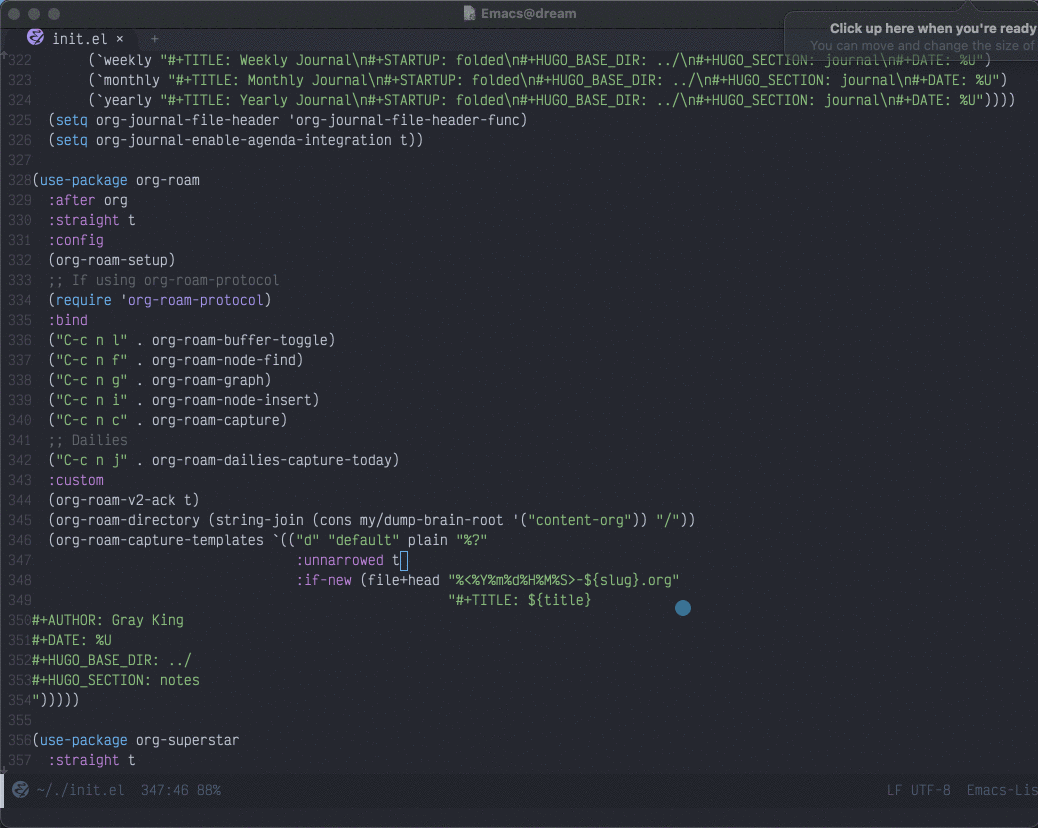 Emacs@dream
Click up here when you're ready
You can move and change the size of
init.el × +
322 (`weekly "#+TITLE: Weekly Journal\n#+STARTUP: folded\n#+HUGO_BASE_DIR: ../\n#+HUGO_SECTION: journal\n#+DATE: %U")
323 (`monthly "#+TITLE: Monthly Journal\n#+STARTUP: folded\n#+HUGO_BASE_DIR: ../\n#+HUGO_SECTION: journal\n#+DATE: %U")
324 (`yearly "#+TITLE: Yearly Journal\n#+STARTUP: folded\n#+HUGO_BASE_DIR: ../\n#+HUGO_SECTION: journal\n#+DATE: %U"))))
325 (setq org-journal-file-header 'org-journal-file-header-func)
326 (setq org-journal-enable-agenda-integration t))
327
328 (use-package org-roam
329 :after org
330 :straight t
331 :config
332 (org-roam-setup)
333 ;; If using org-roam-protocol
334 (require 'org-roam-protocol)
335 :bind
336 ("C-c n l" . org-roam-buffer-toggle)
337 ("C-c n f" . org-roam-node-find)
338 ("C-c n g" . org-roam-graph)
339 ("C-c n i" . org-roam-node-insert)
340 ("C-c n c" . org-roam-capture)
341 ;; Dailies
342 ("C-c n j" . org-roam-dailies-capture-today)
343 :custom
344 (org-roam-v2-ack t)
345 (org-roam-directory (string-join (cons my/dump-brain-root '("content-org")) "/"))
346 (org-roam-capture-templates `(("d" "default" plain "%?"
347 :unnarrowed t
348 :if-new (file+head "%<%Y%m%d%H%M%S>-${slug}.org"
349 "#+TITLE: ${title}
350 #+AUTHOR: Gray King
351 #+DATE: %U
352 #+HUGO_BASE_DIR: ../
353 #+HUGO_SECTION: notes
354 ")))))
355
356 (use-package org-superstar
357 :straight t
~/./init.el 347:46 88% LF UTF-8 Emacs-Lis